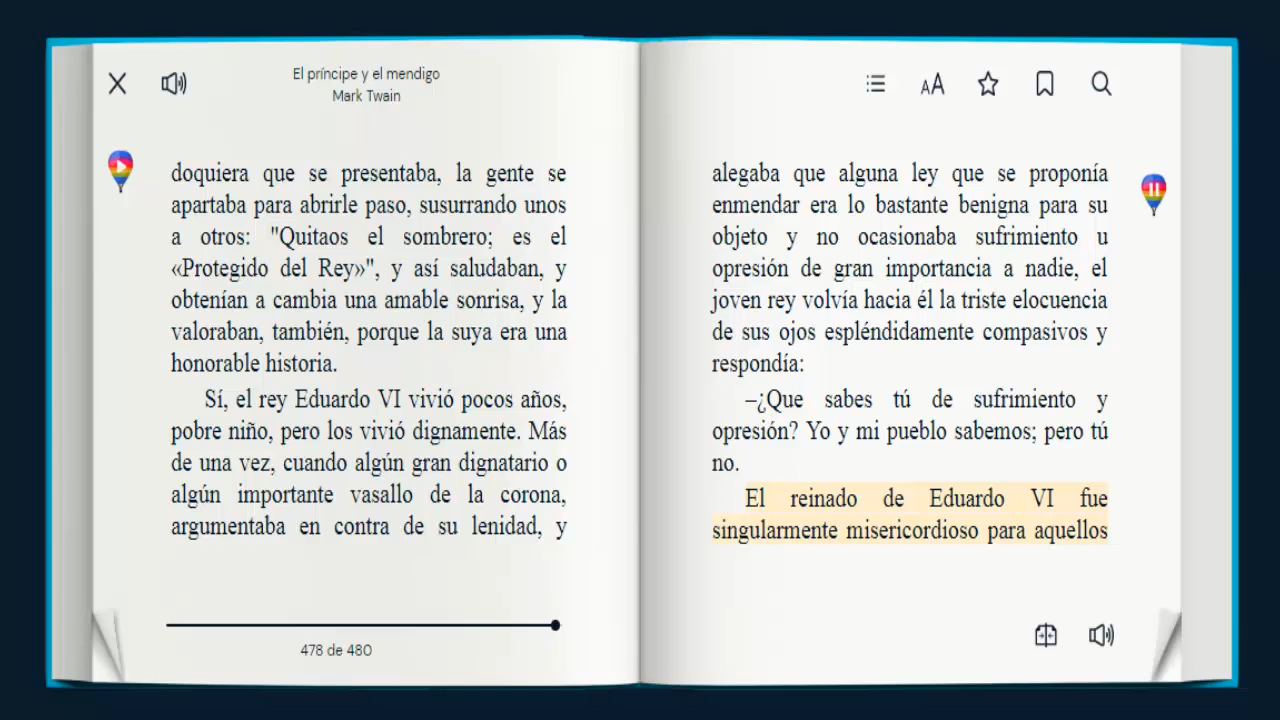 El príncipe y el mendigo
Mark Twain
AA
doquiera que se presentaba, la gente se
apartaba para abrirle paso, susurrando unos
a otros: "Quitaos el sombrero; es el
«Protegido del Rey»", y así saludaban, y
obtenían a cambia una amable sonrisa, y la
valoraban, también, porque la suya era una
honorable historia.
Sí, el rey Eduardo VI vivió pocos años,
pobre niño, pero los vivió dignamente. Más
de una vez, cuando algún gran dignatario o
algún importante vasallo de la corona,
argumentaba en contra de su lenidad, y
478 de 480
alegaba que alguna ley que se proponía
enmendar era lo bastante benigna para su
objeto y no ocasionaba sufrimiento u
opresión de gran importancia a nadie, el
joven rey volvía hacia él la triste elocuencia
de sus ojos espléndidamente compasivos y
respondía:
–¿Que sabes tú de sufrimiento y
opresión? Yo y mi pueblo sabemos; pero tú
no.
El reinado de Eduardo VI fue
singularmente misericordioso para aquellos